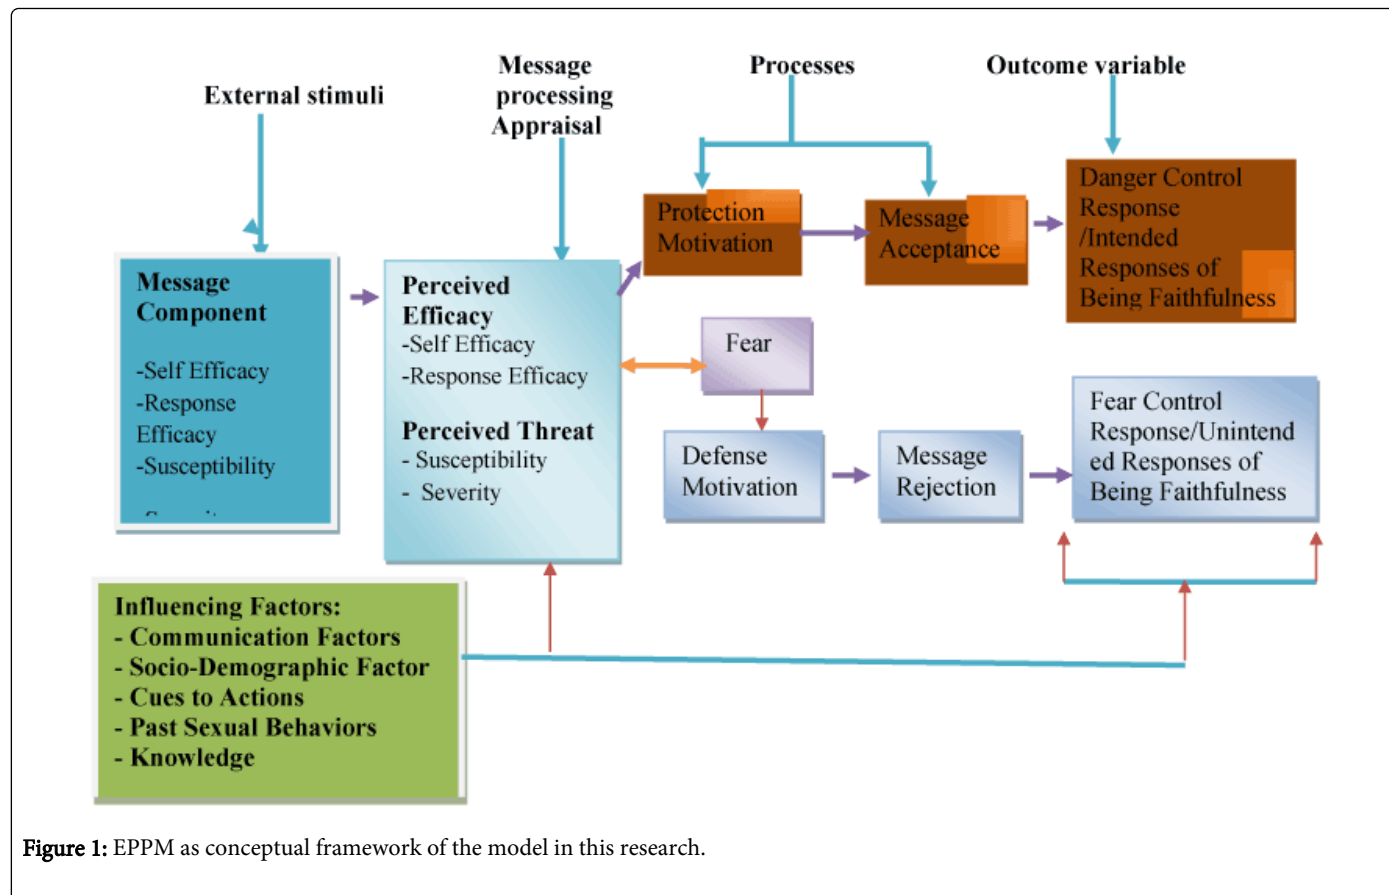 External stimuli
Message
processing
Appraisal
Processes
Outcome variable
Message
Component
-Self Efficacy
-Response
Efficacy
-Susceptibility
Perceived
Efficacy
-Self Efficacy
-Response Efficacy
Perceived Threat
- Susceptibility
- Severity
Protection
Motivation
Message
Acceptance
Danger Control
Response
/Intended
Responses of
Being Faithfulness
Fear
Defense
Motivation
Message
Rejection
Fear Control
Response/Unintend
ed Responses of
Being Faithfulness
Influencing Factors:
- Communication Factors
- Socio-Demographic Factor
- Cues to Actions
- Past Sexual Behaviors
- Knowledge
Figure 1: EPPM as conceptual framework of the model in this research.